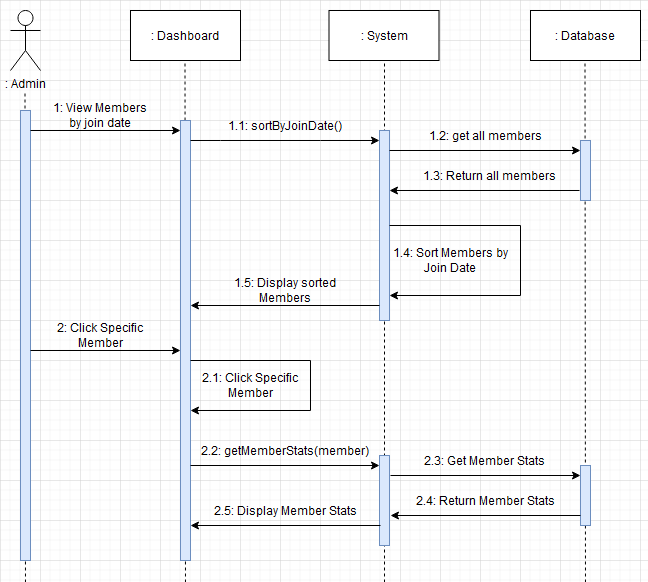 : Dashboard
: System
: Database
: Admin
1: View Members
by join date
1.1: sortByJoinDate()
1.2: get all members
1.3: Return all members
1.4: Sort Members by
Join Date
1.5: Display sorted
Members
2: Click Specific
Member
2.1: Click Specific
Member
2.2: getMemberStats(member)
2.3: Get Member Stats
2.4: Return Member Stats
2.5: Display Member Stats